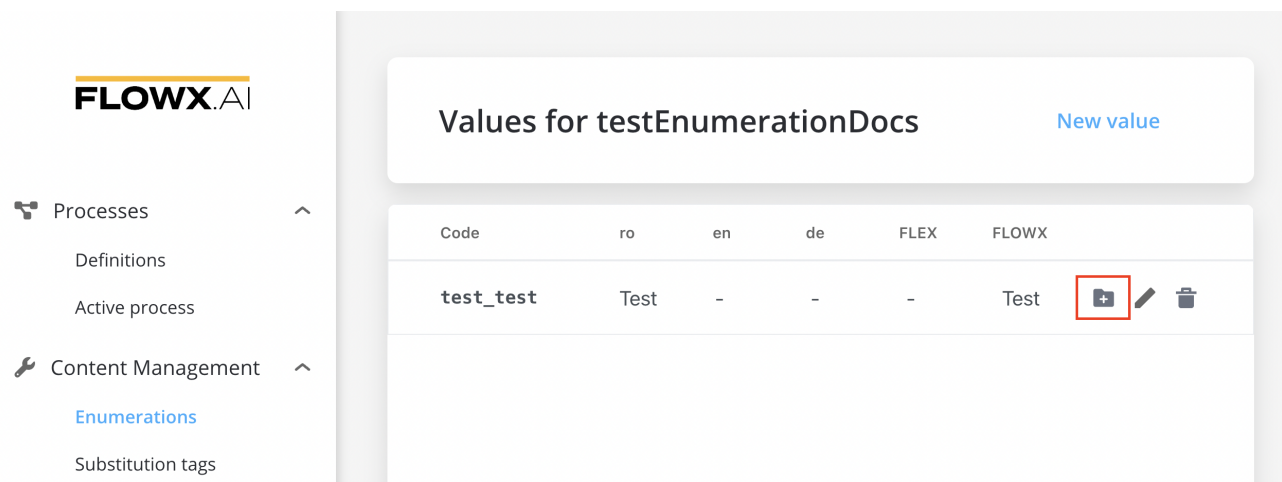 FLOWX.AI
Processes
Definitions
Active process
Content Management
Enumerations
Substitution tags
Values for testEnumerationDocs New value
Code ro en de FLEX FLOWX
test_test Test - - - Test